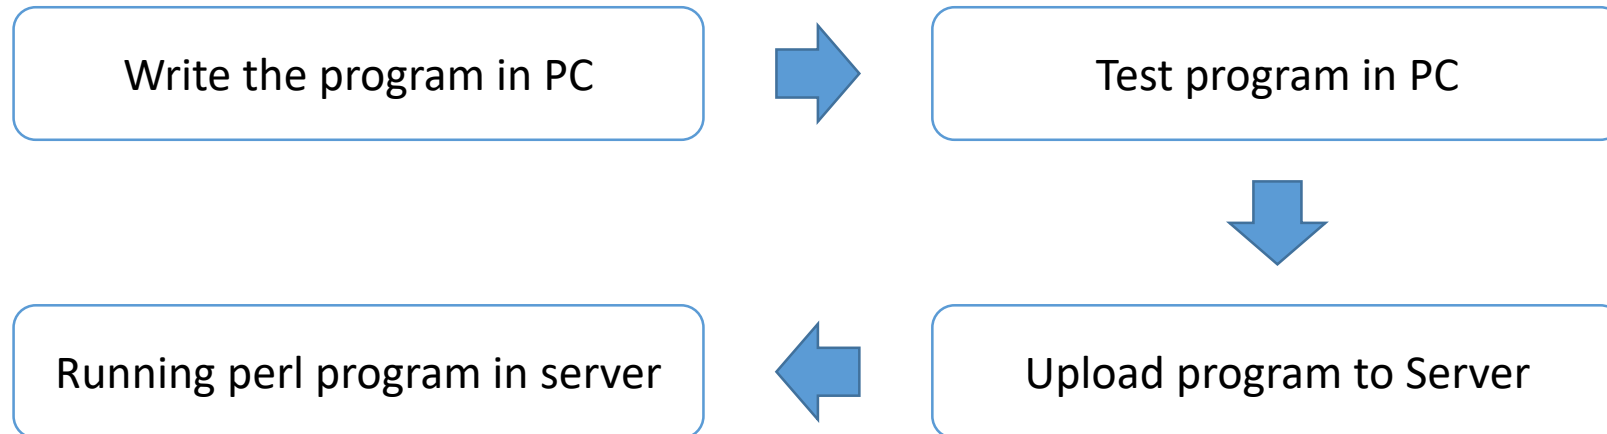 Write the program in PC
Test program in PC
Upload program to Server
Running perl program in server